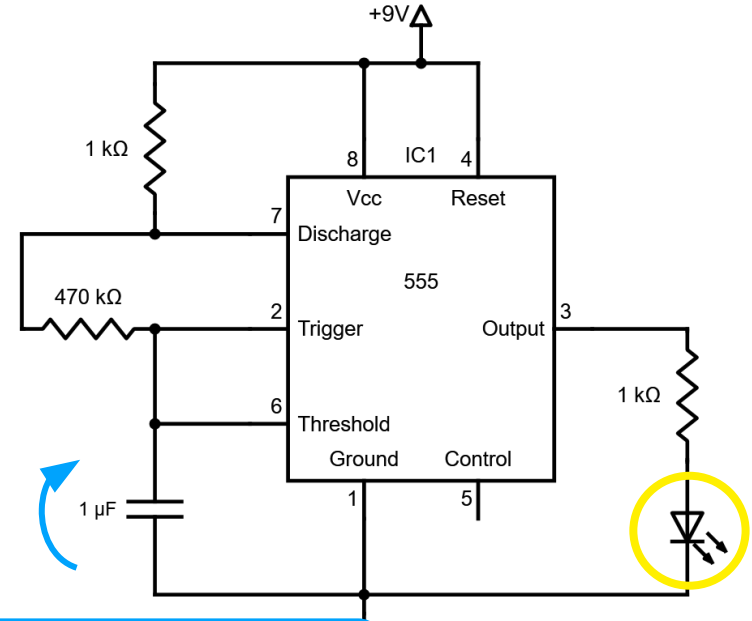 +9V
1 kΩ
8
IC1
4
Vcc
Reset
7
Discharge
470 kΩ
555
2
Trigger
Output
3
1 kΩ
6
Threshold
Ground
Control
1 µF
1
5